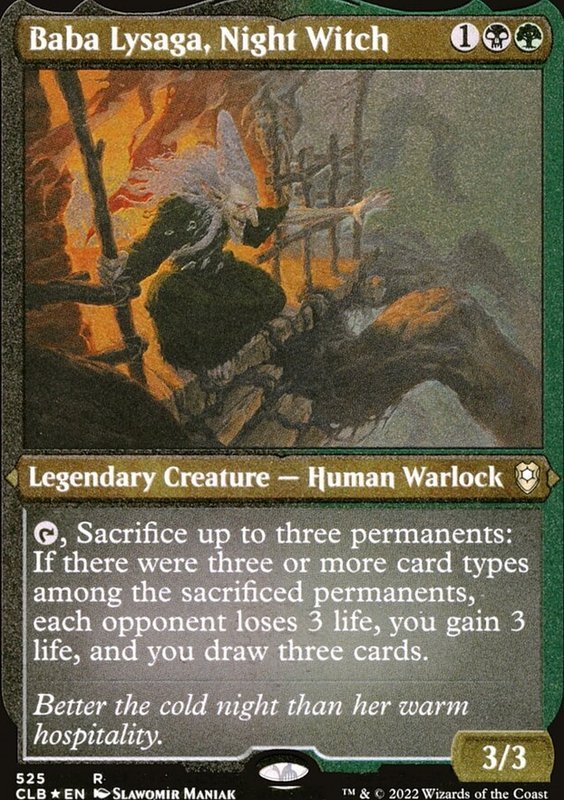 Baba Lysaga, Night Witch 1
Legendary Creature — Human Warlock
, Sacrifice up to three permanents:
If there were three or more card types
among the sacrificed permanents,
each opponent loses 3 life, you gain 3
life, and you draw three cards.
Better the cold night than her warm
hospitality.
3/3
525 R
CLB★EN Slawomir Maniak
™ & © 2022 Wizards of the Coast